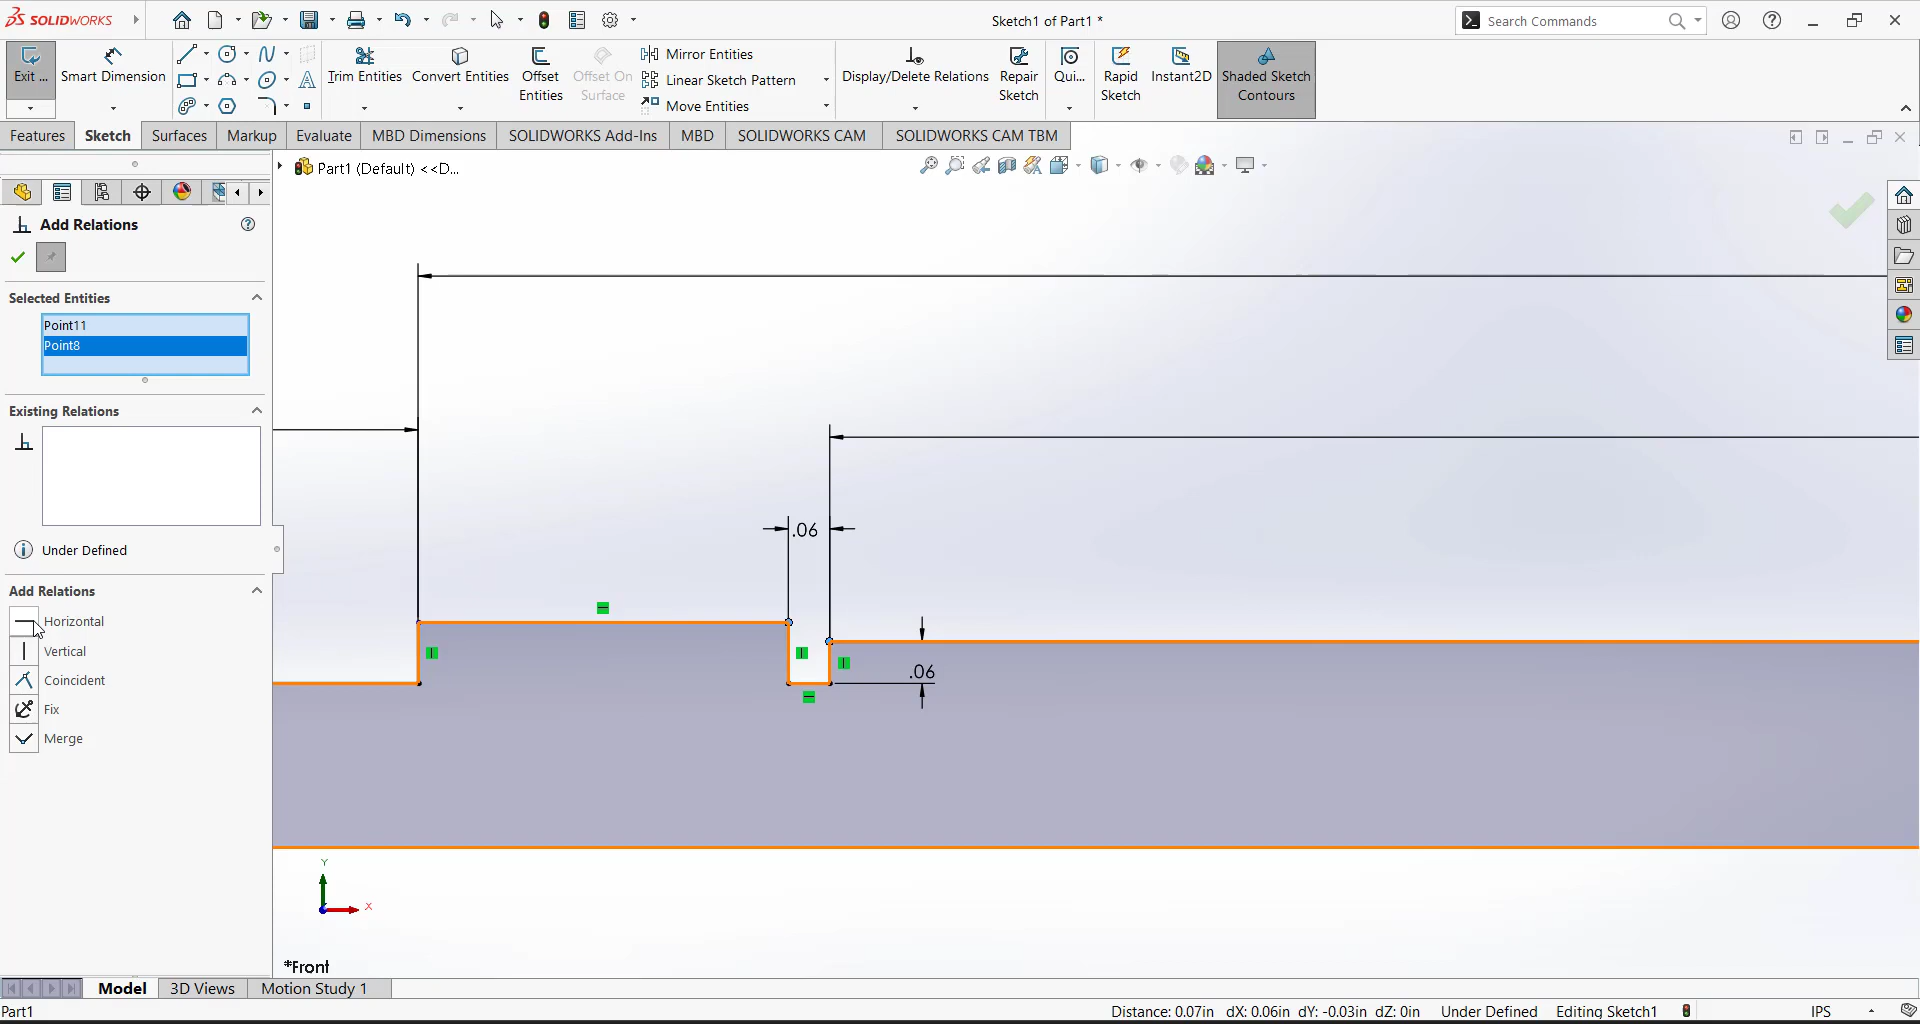 SOLIDWORKS
Sketch1 of Part1 *
Search Commands
Exit ...
Smart Dimension
Trim Entities
Convert Entities
Offset Entities
Offset On Surface
Mirror Entities
Linear Sketch Pattern
Move Entities
Display/Delete Relations
Repair Sketch
Qui...
Rapid Sketch
Instant2D
Shaded Sketch Contours
Features
Sketch
Surfaces
Markup
Evaluate
MBD Dimensions
SOLIDWORKS Add-Ins
MBD
SOLIDWORKS CAM
SOLIDWORKS CAM TBM
Part1 (Default) <<D...
Add Relations
Selected Entities
Point11
Point8
Existing Relations
Under Defined
Add Relations
Horizontal
Vertical
Coincident
Fix
Merge
.06
.06
Y
X
*Front
Model
3D Views
Motion Study 1
Part1
Distance: 0.07in dX: 0.06in dY: -0.03in dZ: 0in
Under Defined
Editing Sketch1
IPS